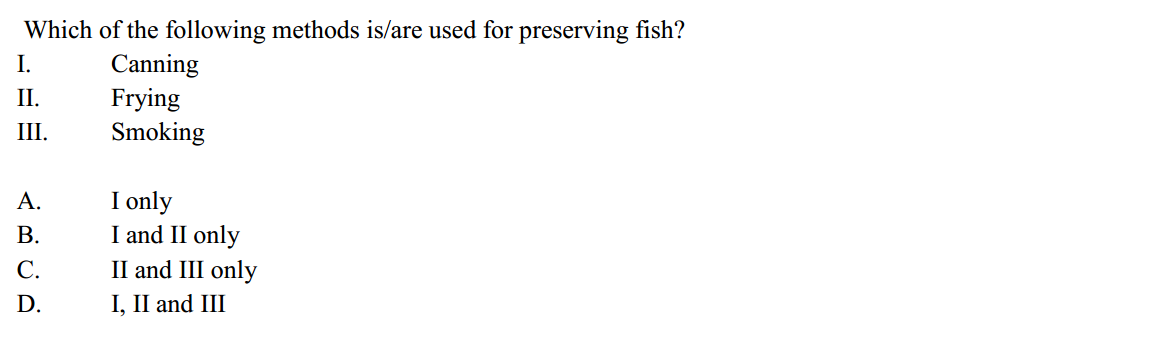 Which of the following methods is/are used for preserving fish?
I. Canning
II. Frying
III. Smoking
A. I only
B. I and II only
C. II and III only
D. I, II and III